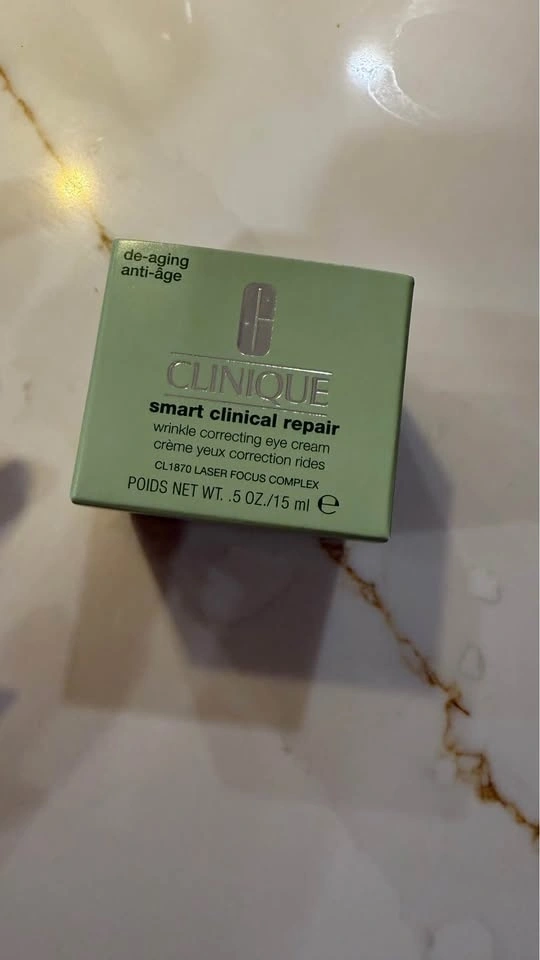 de-aging
anti-âge
CLINIQUE
smart clinical repair
wrinkle correcting eye cream
crème yeux correction rides
CL1870 LASER FOCUS COMPLEX
POIDS NET WT. .5 OZ./15 ml ℮